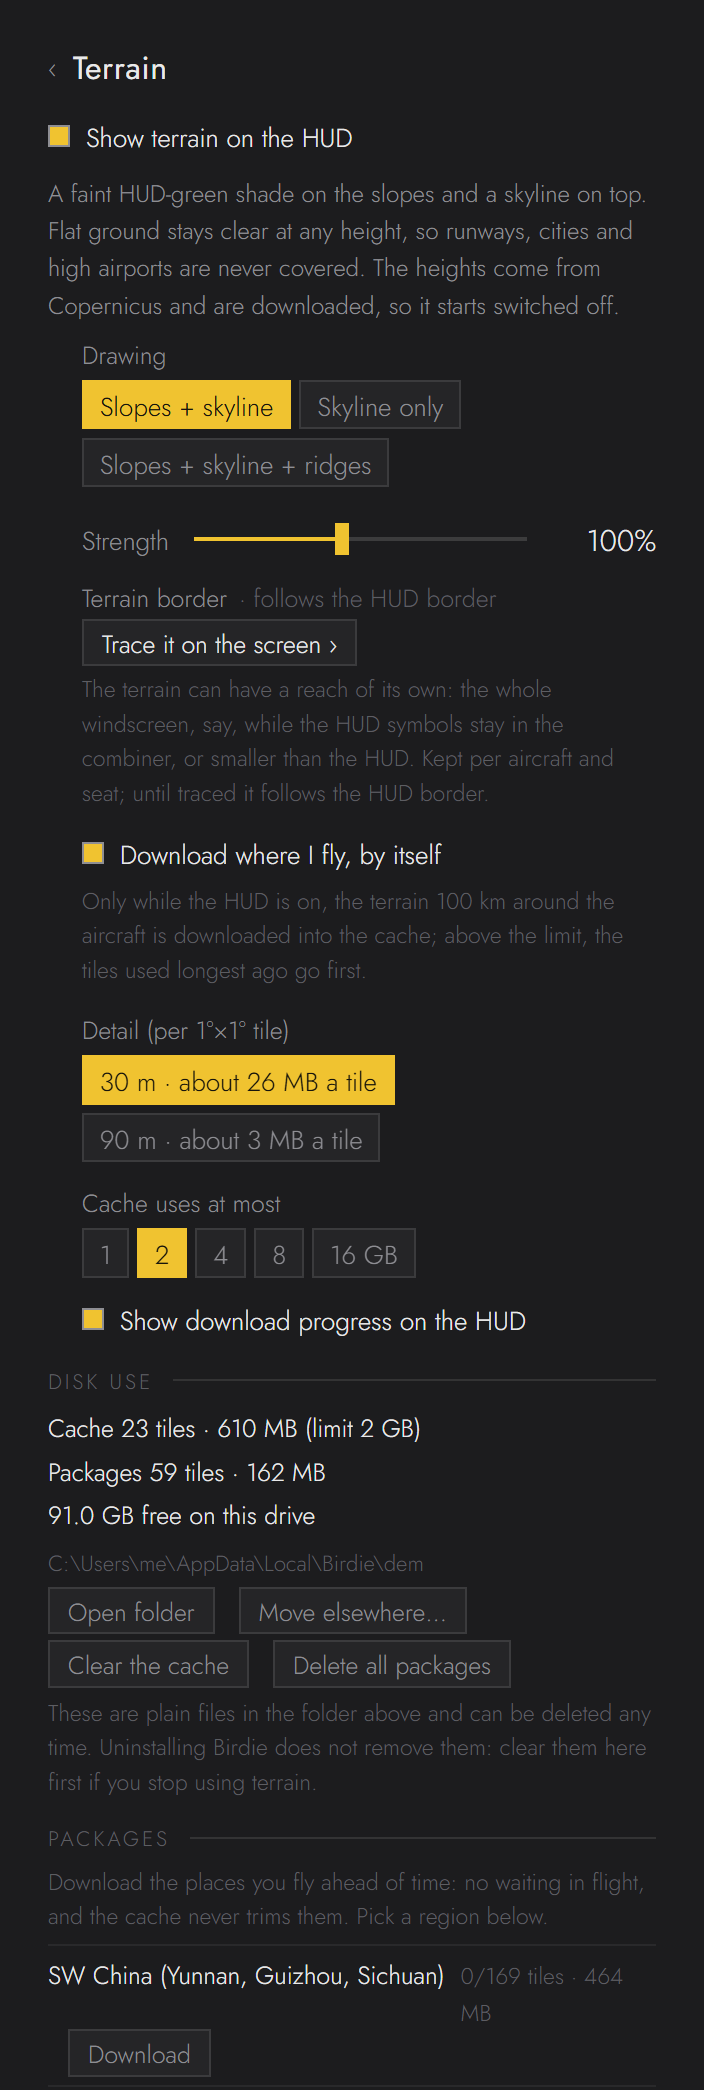 ‹ Terrain
Show terrain on the HUD
A faint HUD-green shade on the slopes and a skyline on top.
Flat ground stays clear at any height, so runways, cities and
high airports are never covered. The heights come from
Copernicus and are downloaded, so it starts switched off.
Drawing
Slopes + skyline
Skyline only
Slopes + skyline + ridges
Strength 100%
Terrain border · follows the HUD border
Trace it on the screen ›
The terrain can have a reach of its own: the whole
windscreen, say, while the HUD symbols stay in the
combiner, or smaller than the HUD. Kept per aircraft and
seat; until traced it follows the HUD border.
Download where I fly, by itself
Only while the HUD is on, the terrain 100 km around the
aircraft is downloaded into the cache; above the limit, the
tiles used longest ago go first.
Detail (per 1°×1° tile)
30 m · about 26 MB a tile
90 m · about 3 MB a tile
Cache uses at most
1 2 4 8 16 GB
Show download progress on the HUD
DISK USE
Cache 23 tiles · 610 MB (limit 2 GB)
Packages 59 tiles · 162 MB
91.0 GB free on this drive
C:\Users\me\AppData\Local\Birdie\dem
Open folder Move elsewhere...
Clear the cache Delete all packages
These are plain files in the folder above and can be deleted any
time. Uninstalling Birdie does not remove them: clear them here
first if you stop using terrain.
PACKAGES
Download the places you fly ahead of time: no waiting in flight,
and the cache never trims them. Pick a region below.
SW China (Yunnan, Guizhou, Sichuan) 0/169 tiles · 464
MB
Download